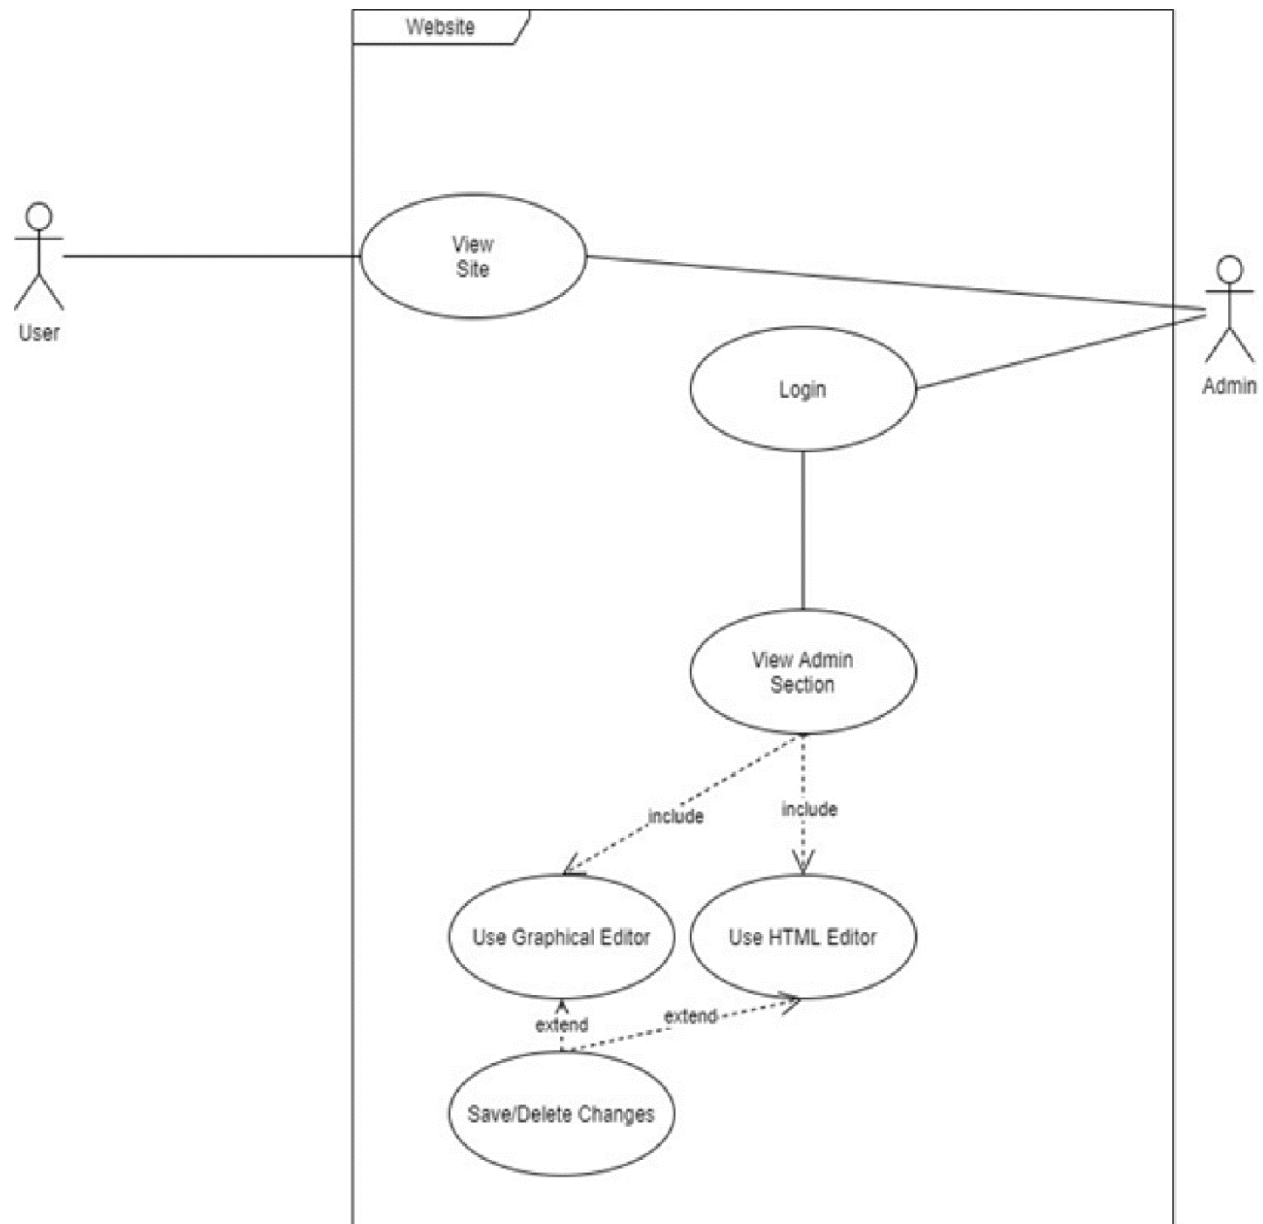 Website
View
Site
User
Login
Admin
View Admin
Section
include
include
Use Graphical Editor
Use HTML Editor
extend
extend
Save/Delete Changes